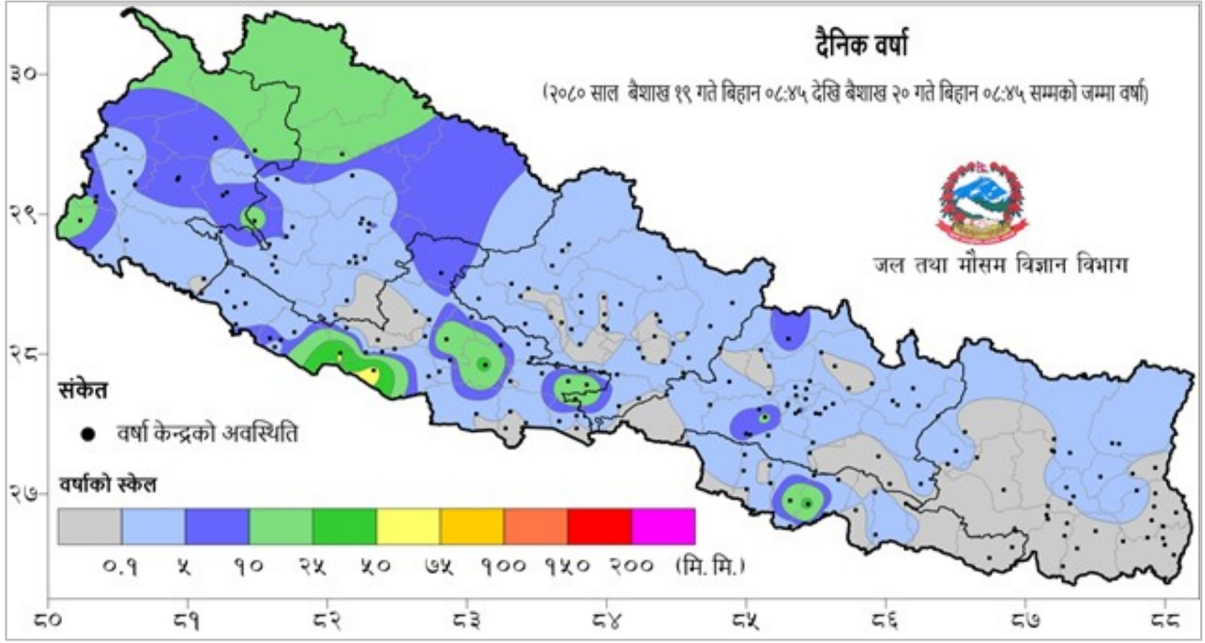 दैनिक वर्षा
(२०८० साल बैशाख १९ गते बिहान ०८:४५ देखि बैशाख २० गते बिहान ०८:४५ सम्मको जम्मा वर्षा)
जल तथा मौसम विज्ञान विभाग
३०
२९
२८
२७
संकेत
वर्षा केन्द्रको अवस्थिति
वर्षाको स्केल
०.१ ५ १० २५ ५० ७५ १०० १५० २०० (मि.मि.)
८० ८१ ८२ ८३ ८४ ८५ ८६ ८७ ८८